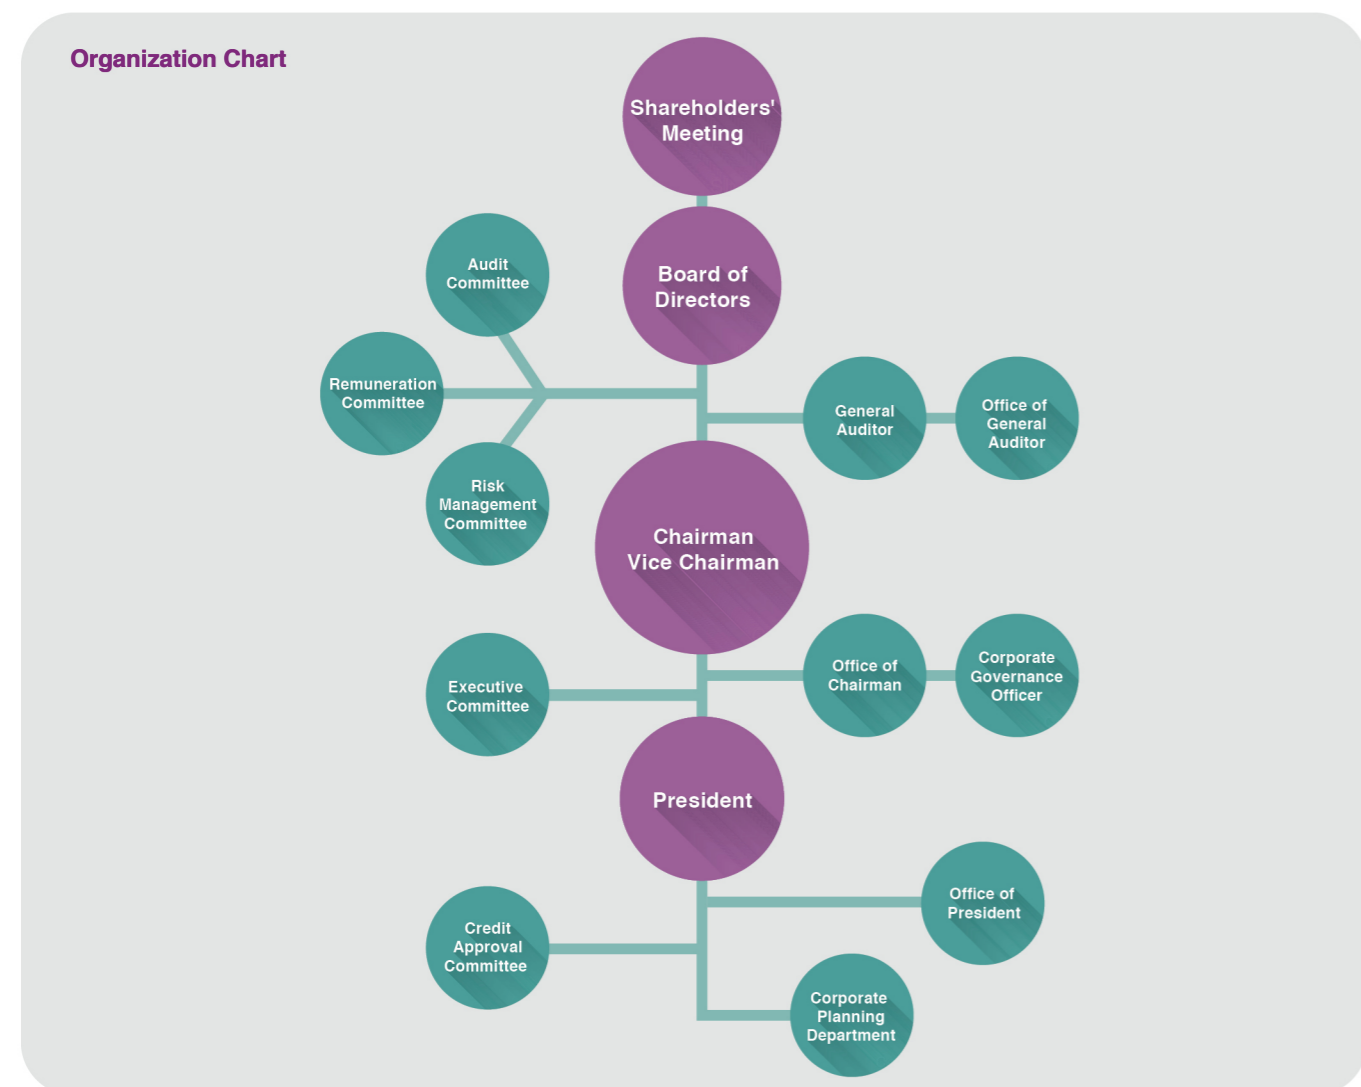 Organization Chart
Shareholders'
Meeting
Board of
Directors
Audit
Committee
Remuneration
Committee
Risk
Management
Committee
General
Auditor
Office of
General
Auditor
Chairman
Vice Chairman
Executive
Committee
Office of
Chairman
Corporate
Governance
Officer
President
Office of
President
Credit
Approval
Committee
Corporate
Planning
Department